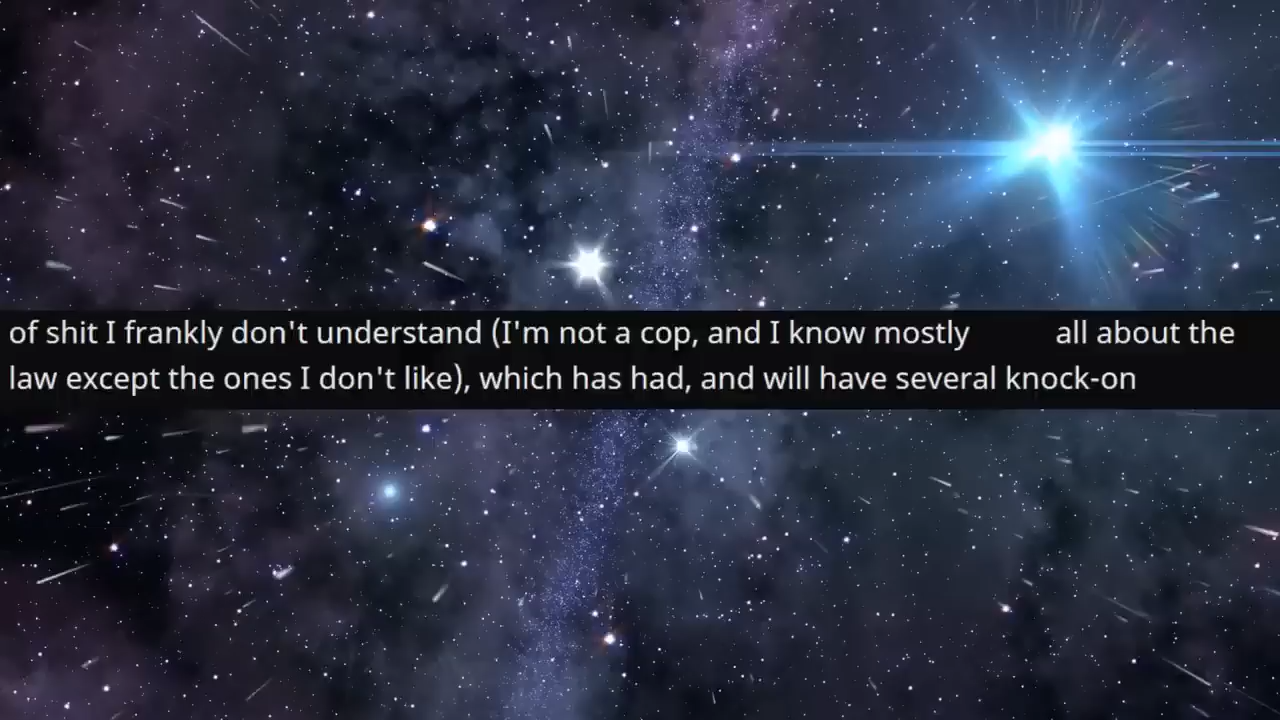 of shit I frankly don't understand (I'm not a cop, and I know mostly all about the
law except the ones I don't like), which has had, and will have several knock-on